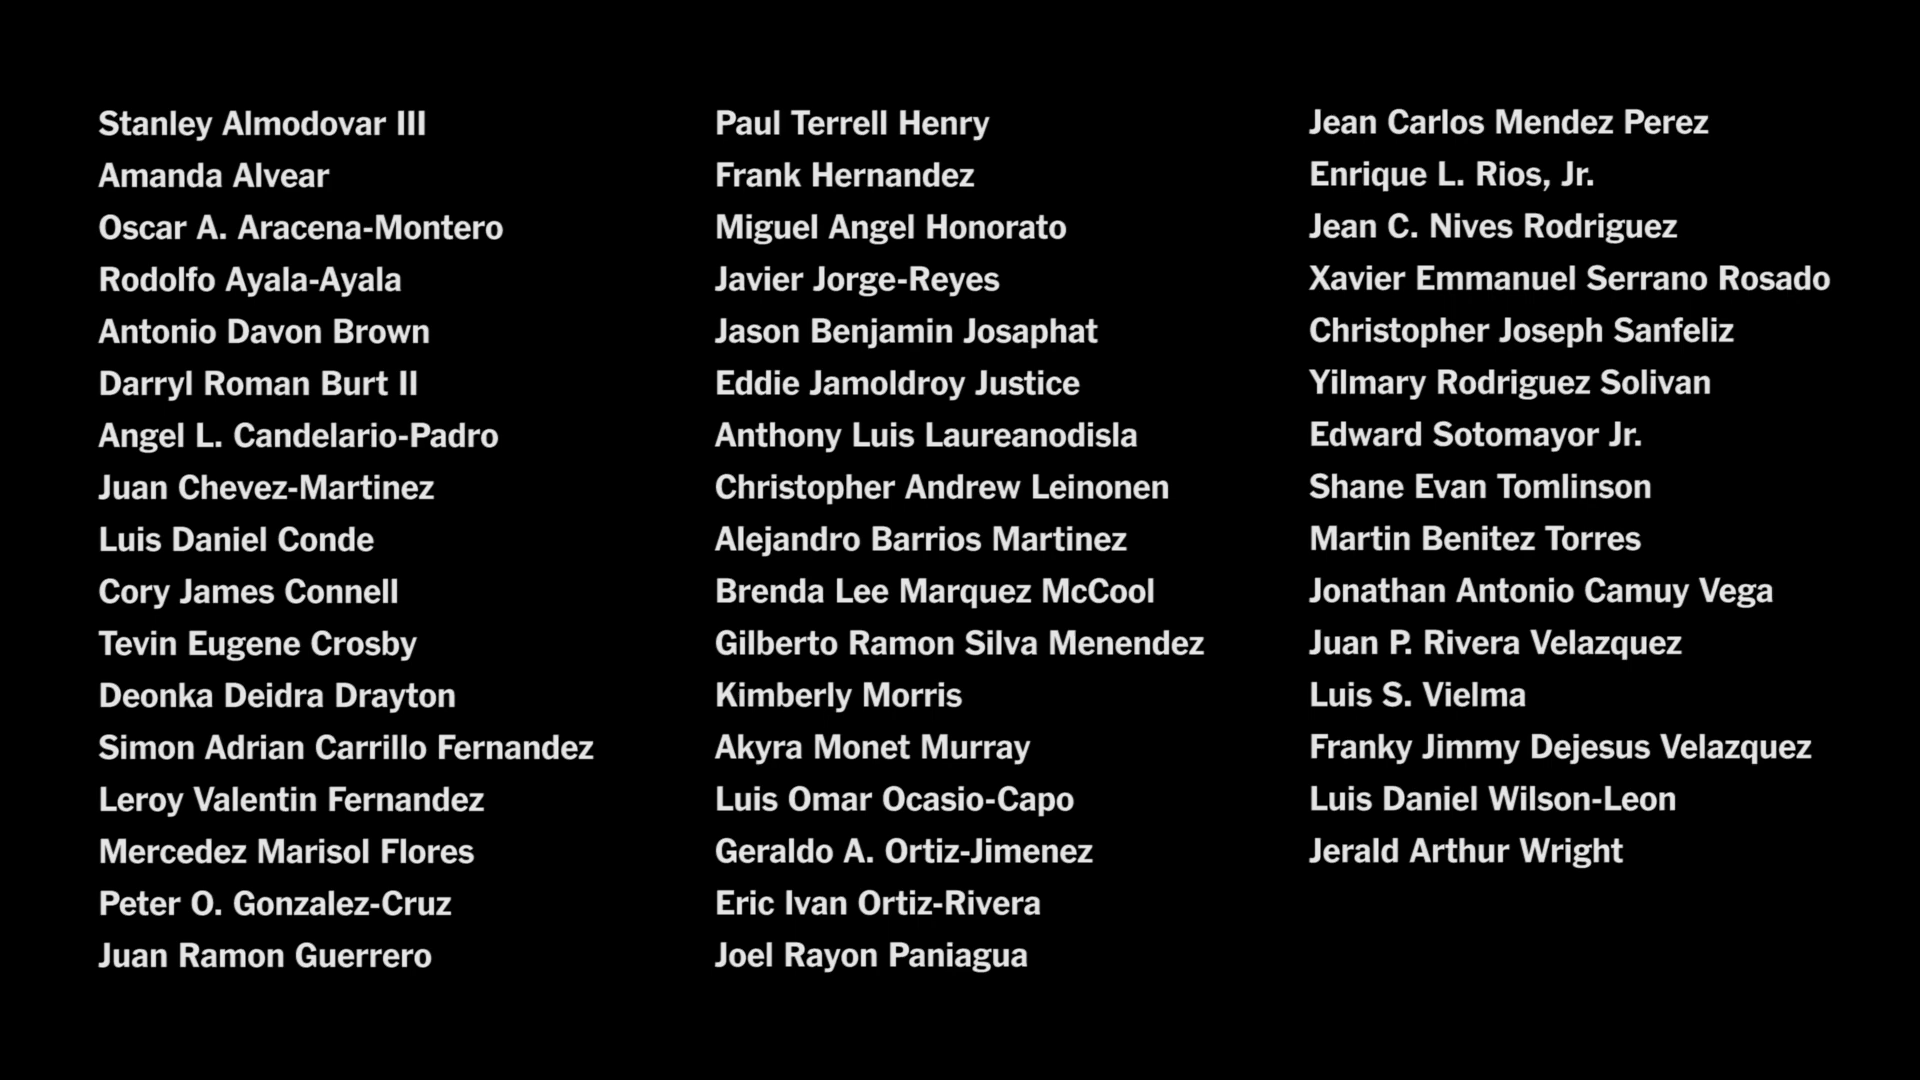 Stanley Almodovar III
Amanda Alvear
Oscar A. Aracena-Montero
Rodolfo Ayala-Ayala
Antonio Davon Brown
Darryl Roman Burt II
Angel L. Candelario-Padro
Juan Chevez-Martinez
Luis Daniel Conde
Cory James Connell
Tevin Eugene Crosby
Deonka Deidra Drayton
Simon Adrian Carrillo Fernandez
Leroy Valentin Fernandez
Mercedez Marisol Flores
Peter O. Gonzalez-Cruz
Juan Ramon Guerrero
Paul Terrell Henry
Frank Hernandez
Miguel Angel Honorato
Javier Jorge-Reyes
Jason Benjamin Josaphat
Eddie Jamoldroy Justice
Anthony Luis Laureanodisla
Christopher Andrew Leinonen
Alejandro Barrios Martinez
Brenda Lee Marquez McCool
Gilberto Ramon Silva Menendez
Kimberly Morris
Akyra Monet Murray
Luis Omar Ocasio-Capo
Geraldo A. Ortiz-Jimenez
Eric Ivan Ortiz-Rivera
Joel Rayon Paniagua
Jean Carlos Mendez Perez
Enrique L. Rios, Jr.
Jean C. Nives Rodriguez
Xavier Emmanuel Serrano Rosado
Christopher Joseph Sanfeliz
Yilmary Rodriguez Solivan
Edward Sotomayor Jr.
Shane Evan Tomlinson
Martin Benitez Torres
Jonathan Antonio Camuy Vega
Juan P. Rivera Velazquez
Luis S. Vielma
Franky Jimmy Dejesus Velazquez
Luis Daniel Wilson-Leon
Jerald Arthur Wright